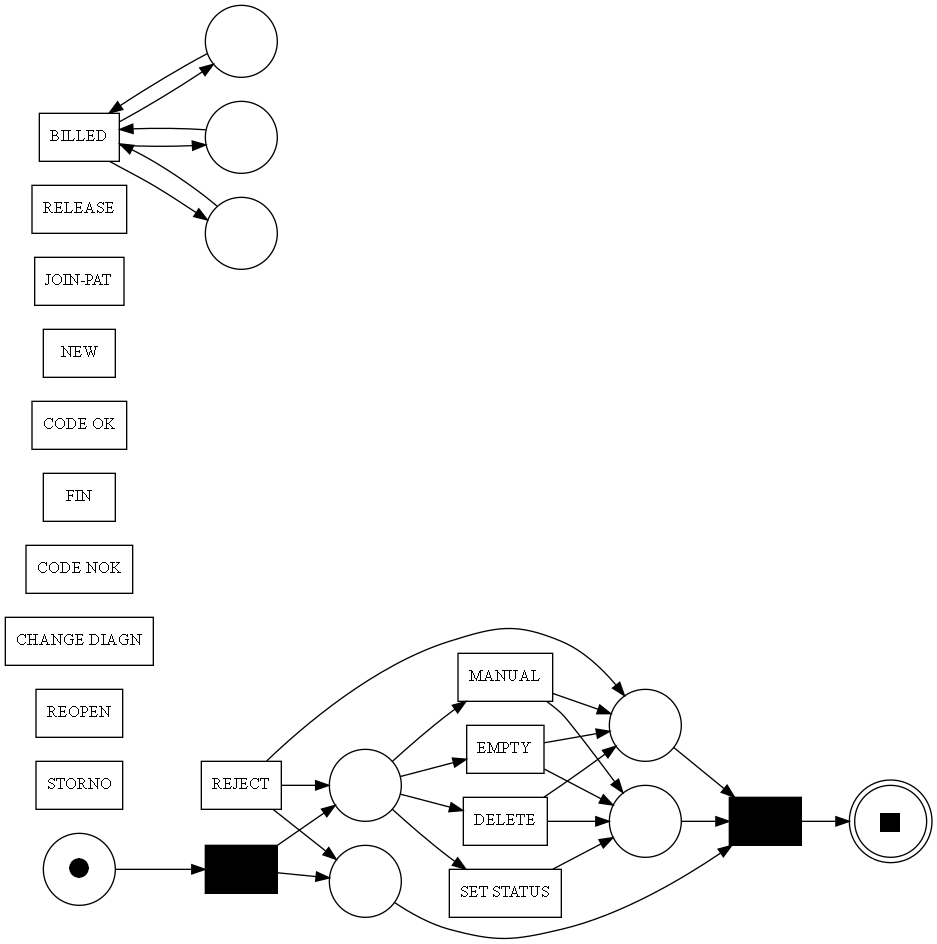 BILLED
RELEASE
JOIN-PAT
NEW
CODE OK
FIN
CODE NOK
CHANGE DIAGN
REOPEN
STORNO
REJECT
MANUAL
EMPTY
DELETE
SET STATUS